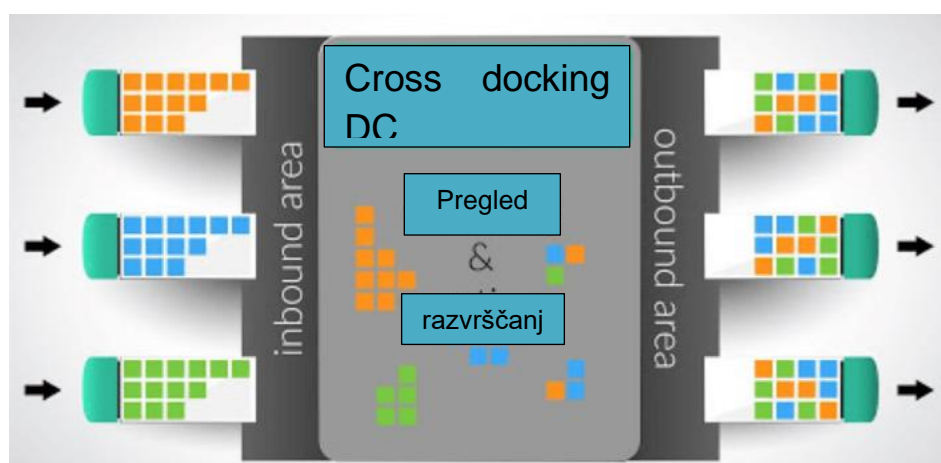 Cross docking
DC
Pregled
&
razvrščanj
inbound area
outbound area